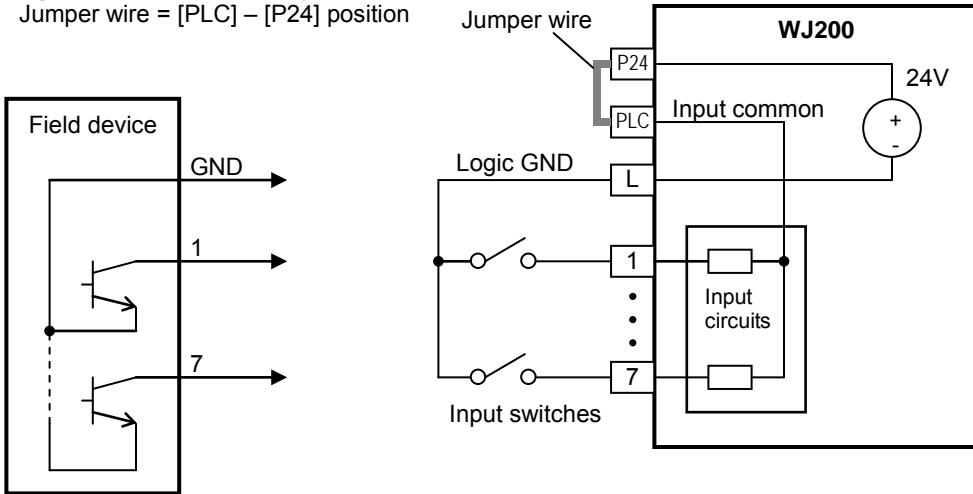 Jumper wire = [PLC] – [P24] position
Jumper wire
WJ200
P24
24V
PLC
Input common
+
-
Field device
GND
Logic GND
L
1
1
Input
circuits
7
7
Input switches